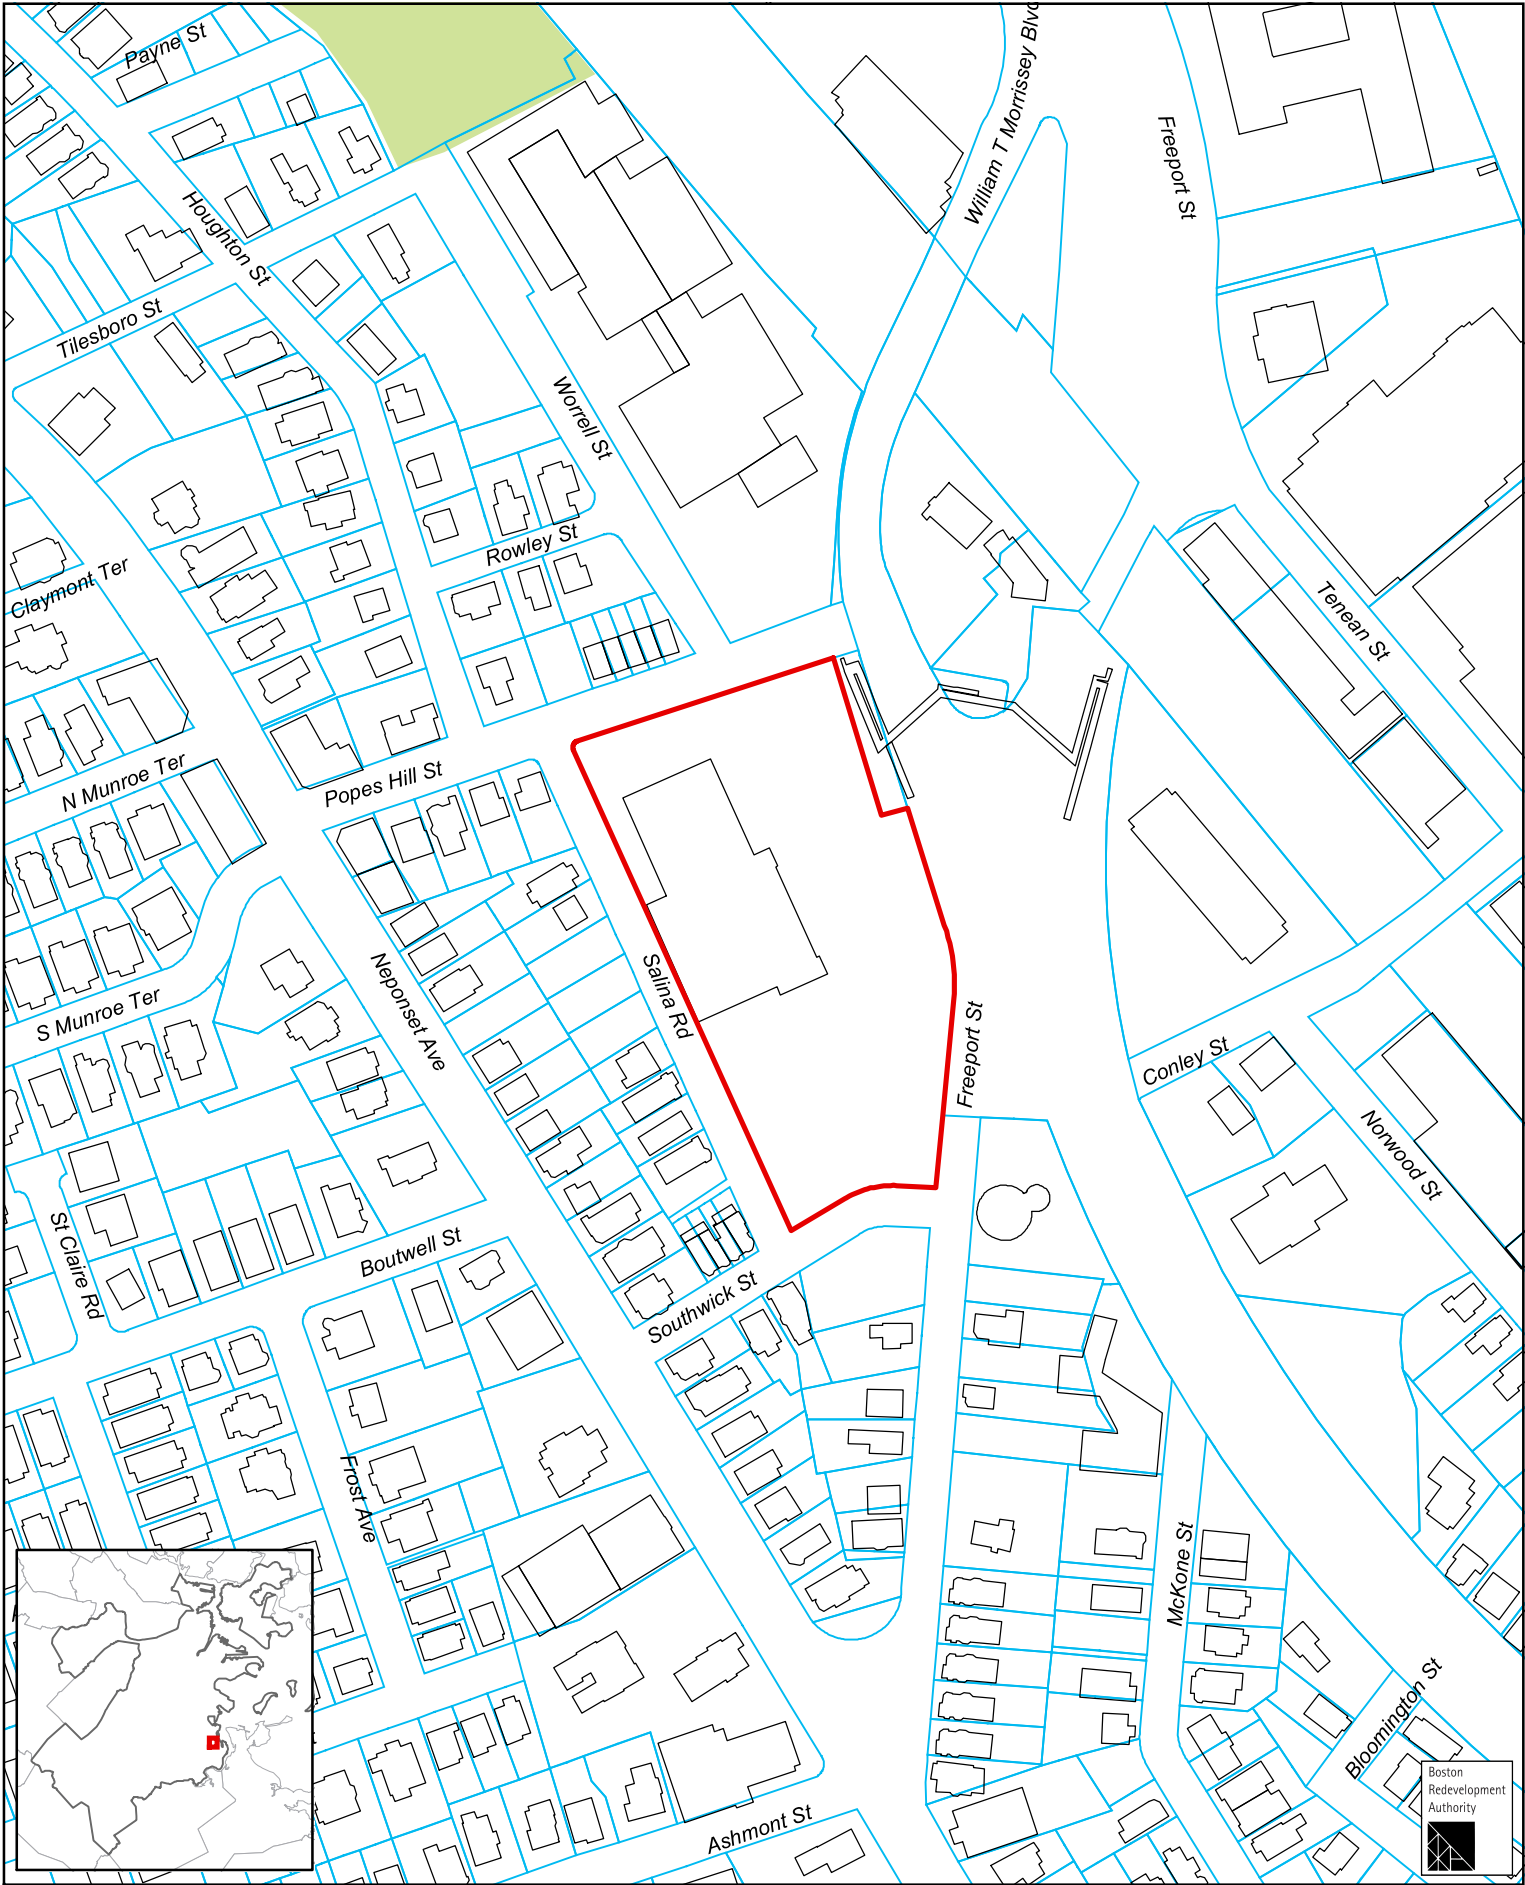 Payne St
William T Morrissey Blvd
Freeport St
Houghton St
Tilesboro St
Worrell St
Rowley St
Claymont Ter
Tenean St
N Munroe Ter
Popes Hill St
Neponset Ave
Salina Rd
S Munroe Ter
Freeport St
Conley St
Norwood St
St Claire Rd
Boutwell St
Southwick St
Frost Ave
McKone St
Bloomington St
Ashmont St
Boston
Redevelopment
Authority